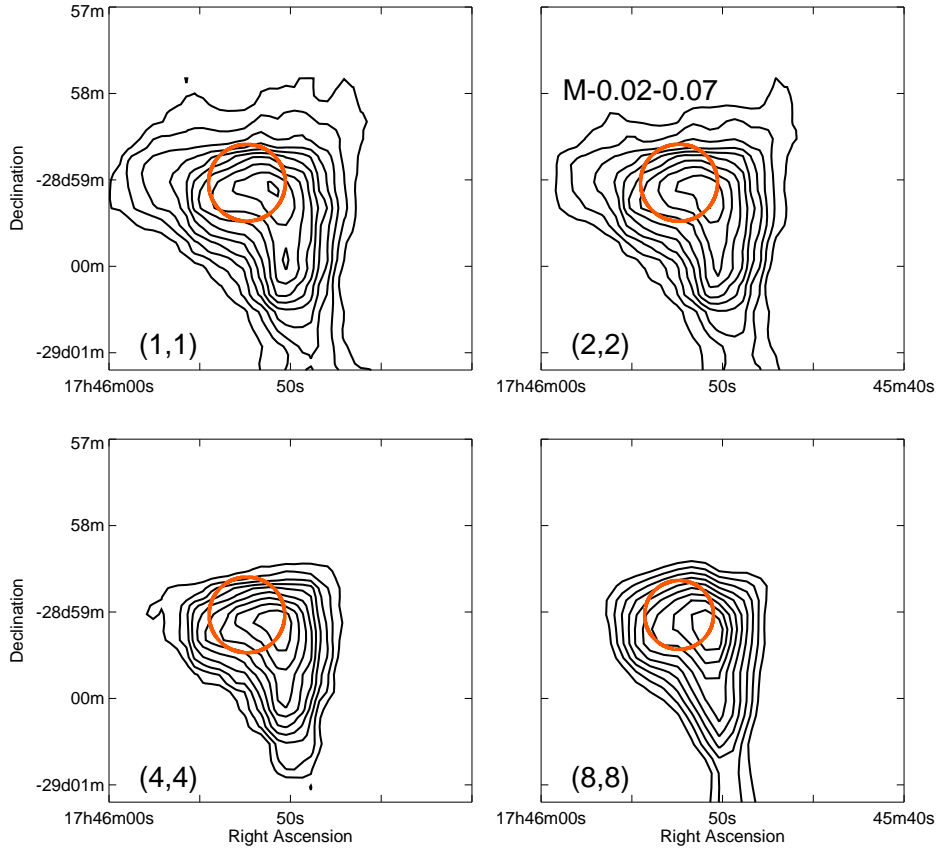 57m
58m
M-0.02-0.07
-28d59m
00m
-29d01m
Declination
(1,1)
(2,2)
17h46m00s
50s
17h46m00s
50s
45m40s
57m
58m
-28d59m
00m
-29d01m
Declination
(4,4)
(8,8)
17h46m00s
50s
17h46m00s
50s
45m40s
Right Ascension
Right Ascension